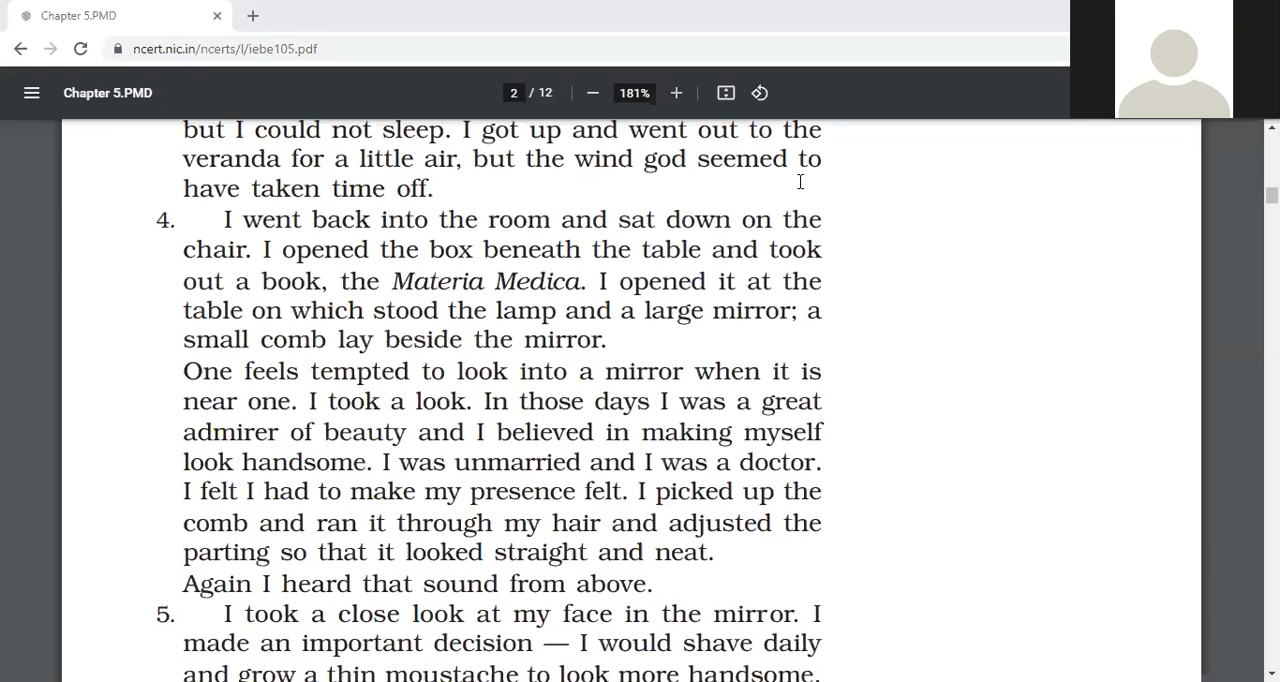 Chapter 5.PMD
ncert.nic.in/ncerts/l/iebe105.pdf
Chapter 5.PMD
2 / 12
181%
but I could not sleep. I got up and went out to the
veranda for a little air, but the wind god seemed to
have taken time off.
4. I went back into the room and sat down on the
chair. I opened the box beneath the table and took
out a book, the Materia Medica. I opened it at the
table on which stood the lamp and a large mirror; a
small comb lay beside the mirror.
One feels tempted to look into a mirror when it is
near one. I took a look. In those days I was a great
admirer of beauty and I believed in making myself
look handsome. I was unmarried and I was a doctor.
I felt I had to make my presence felt. I picked up the
comb and ran it through my hair and adjusted the
parting so that it looked straight and neat.
Again I heard that sound from above.
5. I took a close look at my face in the mirror. I
made an important decision — I would shave daily
and grow a thin moustache to look more handsome.